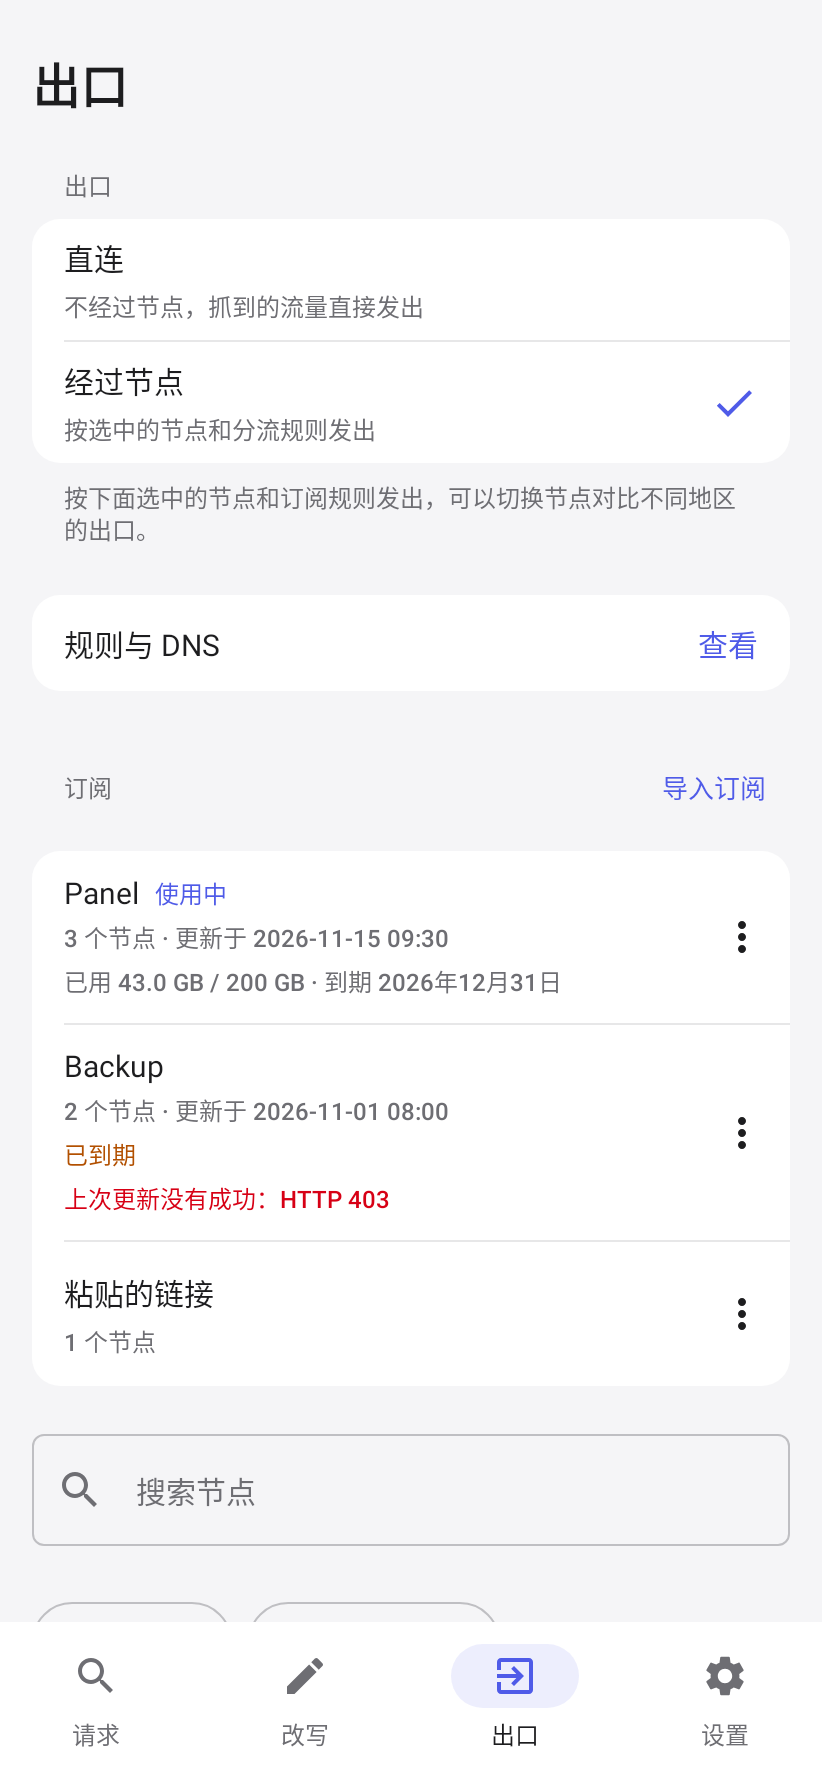 出口
出口
直连
不经过节点，抓到的流量直接发出
经过节点
按选中的节点和分流规则发出
按下面选中的节点和订阅规则发出，可以切换节点对比不同地区
的出口。
规则与 DNS
查看
订阅
导入订阅
Panel 使用中
3 个节点 · 更新于 2026-11-15 09:30
已用 43.0 GB / 200 GB · 到期 2026年12月31日
Backup
2 个节点 · 更新于 2026-11-01 08:00
已到期
上次更新没有成功：HTTP 403
粘贴的链接
1 个节点
搜索节点
请求
改写
出口
设置